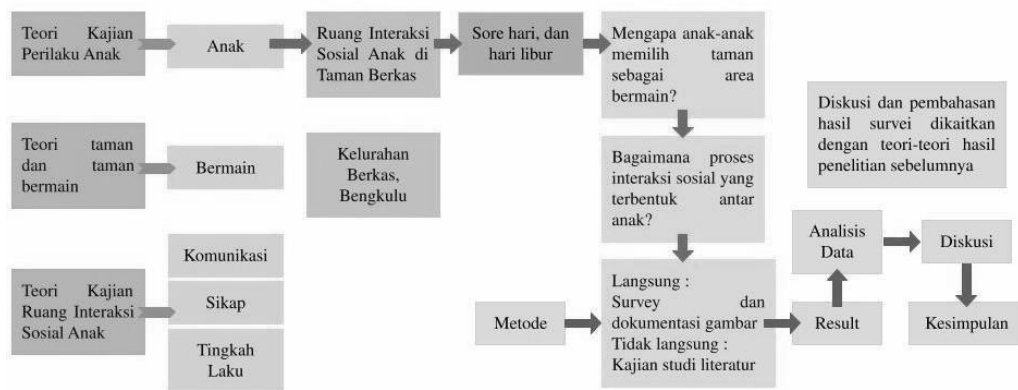 Teori Kajian
Perilaku Anak
Anak
Ruang Interaksi
Sosial Anak di
Taman Berkas
Sore hari, dan
hari libur
Mengapa anak-anak
memilih taman
sebagai area
bermain?
Teori taman
dan taman
bermain
Bermain
Kelurahan
Berkas,
Bengkulu
Bagaimana proses
interaksi sosial yang
terbentuk antar
anak?
Diskusi dan pembahasan
hasil survei dikaitkan
dengan teori-teori hasil
penelitian sebelumnya
Teori Kajian
Ruang Interaksi
Sosial Anak
Komunikasi
Sikap
Tingkah
Laku
Metode
Langsung :
Survey dan
dokumentasi gambar
Tidak langsung :
Kajian studi literatur
Result
Analisis
Data
Diskusi
Kesimpulan